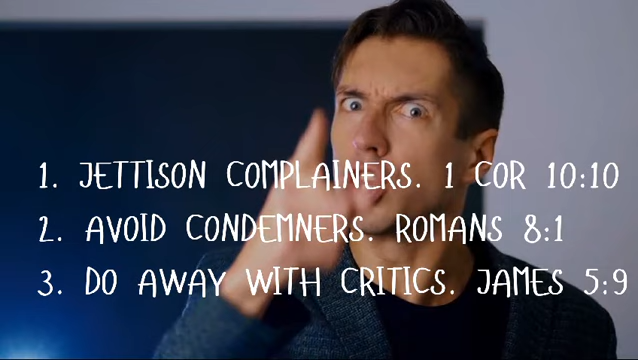 1. JETTISON COMPLAINERS. 1 COR 10:10
2. AVOID CONDEMNERS. ROMANS 8:1
3. DO AWAY WITH CRITICS. JAMES 5:9